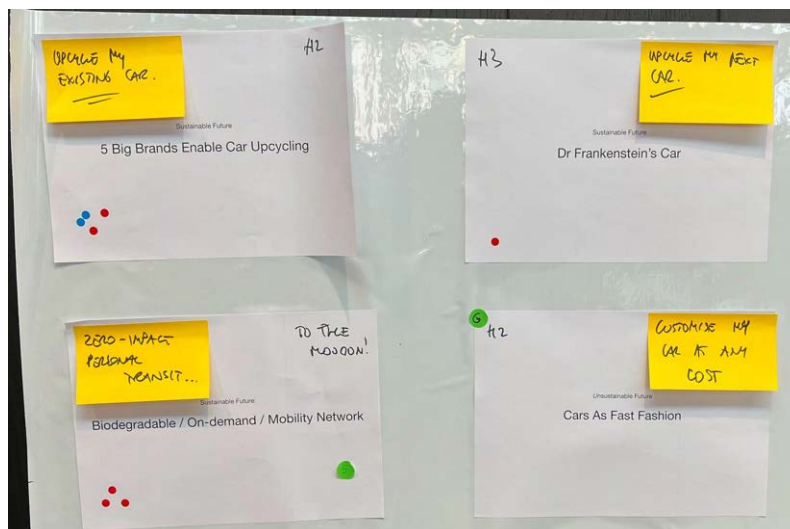 UPCYCLE MY
EXISTING CAR.
H2
Sustainable Future
5 Big Brands Enable Car Upcycling
H3
UPCYCLE MY NEXT
CAR.
Sustainable Future
Dr Frankenstein's Car
ZERO-IMPACT
PERSONAL
TRANSIT...
TO THE
MOOOON!
Sustainable Future
Biodegradable / On-demand / Mobility Network
G
H2
CUSTOMISE MY
CAR AT ANY
COST
Unsustainable Future
Cars As Fast Fashion